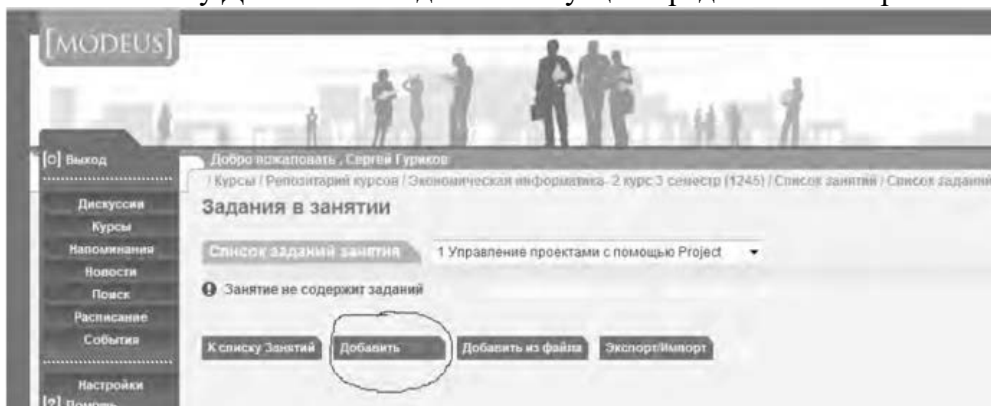 [MODEUS]
[О] Выход
Добро пожаловать , Сергей Гуриков
/ Курсы / Репозитарий курсов / Экономическая информатика- 2 курс 3 семестр (1245) / Список занятий / Список заданий
Дискуссии
Курсы
Напоминания
Новости
Поиск
Расписание
События
Настройки
[?] Помощь
Задания в занятии
Список заданий занятия
1 Управление проектами с помощью Project
Занятие не содержит заданий
К списку Занятий
Добавить
Добавить из файла
Экспорт/Импорт